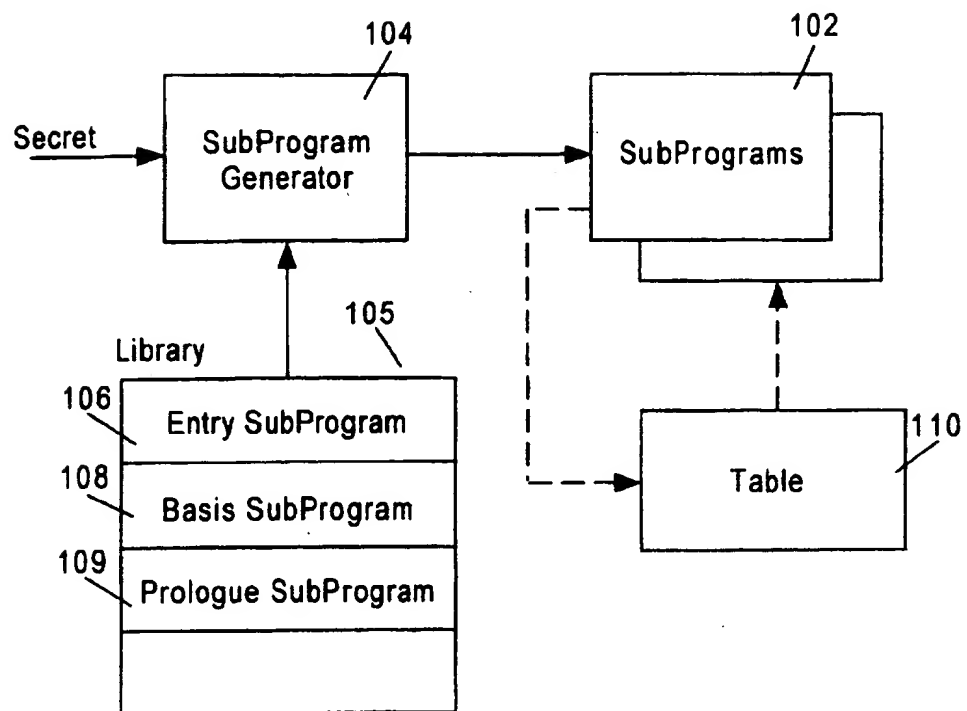 104
102
Secret
SubProgram
Generator
SubPrograms
105
Library
106
Entry SubProgram
110
108
Basis SubProgram
Table
109
Prologue SubProgram